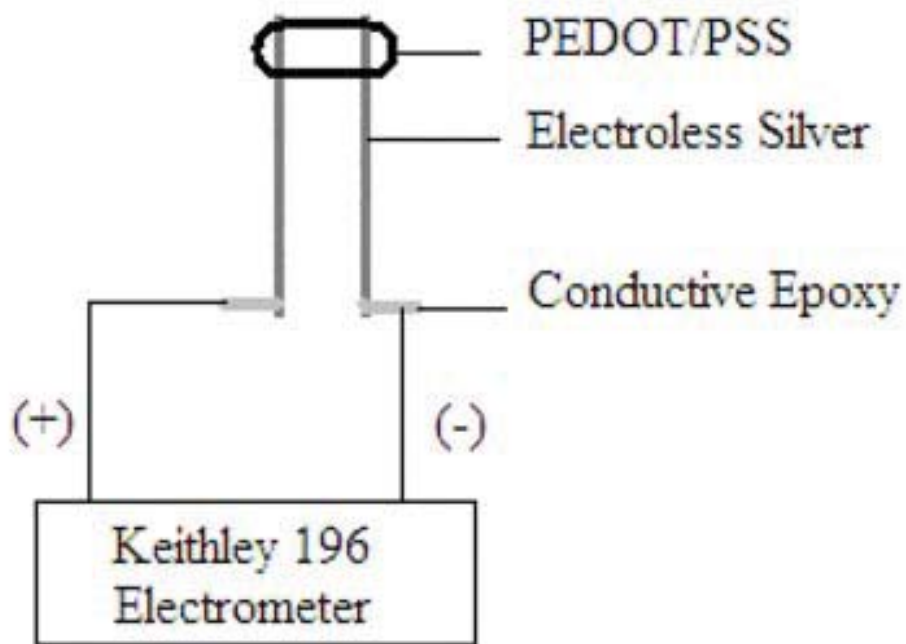 PEDOT/PSS
Electroless Silver
Conductive Epoxy
(+)
(-)
Keithley 196
Electrometer